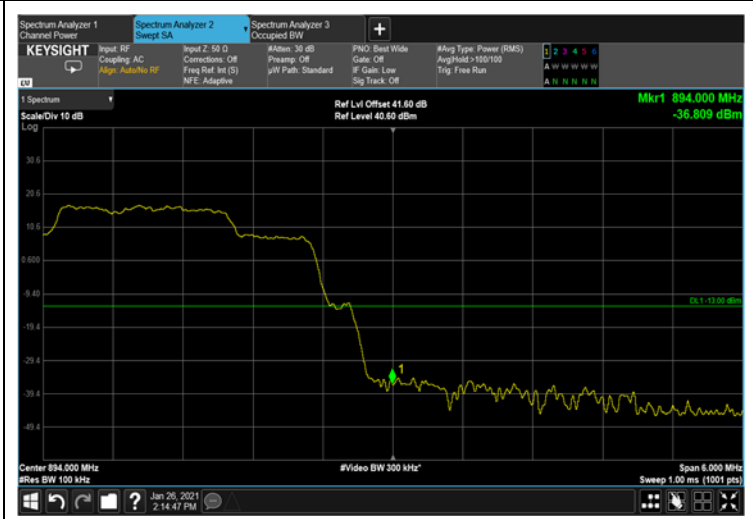 Spectrum Analyzer 1
Channel Power
Spectrum Analyzer 2
Swept SA
Spectrum Analyzer 3
Occupied BW
+
KEYSIGHT
Input: RF
Coupling: AC
Align: Auto/No RF
Input Z: 50 Ω
Corrections: Off
Freq Ref: Int (S)
NFE: Adaptive
#Atten: 30 dB
Preamp: Off
µW Path: Standard
PNO: Best Wide
Gate: Off
IF Gain: Low
Sig Track: Off
#Avg Type: Power (RMS)
Avg|Hold:>100/100
Trig: Free Run
1 2 3 4 5 6
A W W W W W
A N N N N N
1 Spectrum
Scale/Div 10 dB
Log
Ref Lvl Offset 41.60 dB
Ref Level 40.60 dBm
Mkr1 894.000 MHz
-36.809 dBm
30.6
20.6
10.6
0.600
-9.40
DL1 -13.00 dBm
-19.4
-29.4
1
-39.4
-49.4
Center 894.000 MHz
#Res BW 100 kHz
#Video BW 300 kHz*
Span 6.000 MHz
Sweep 1.00 ms (1001 pts)
?
Jan 26, 2021
2:14:47 PM